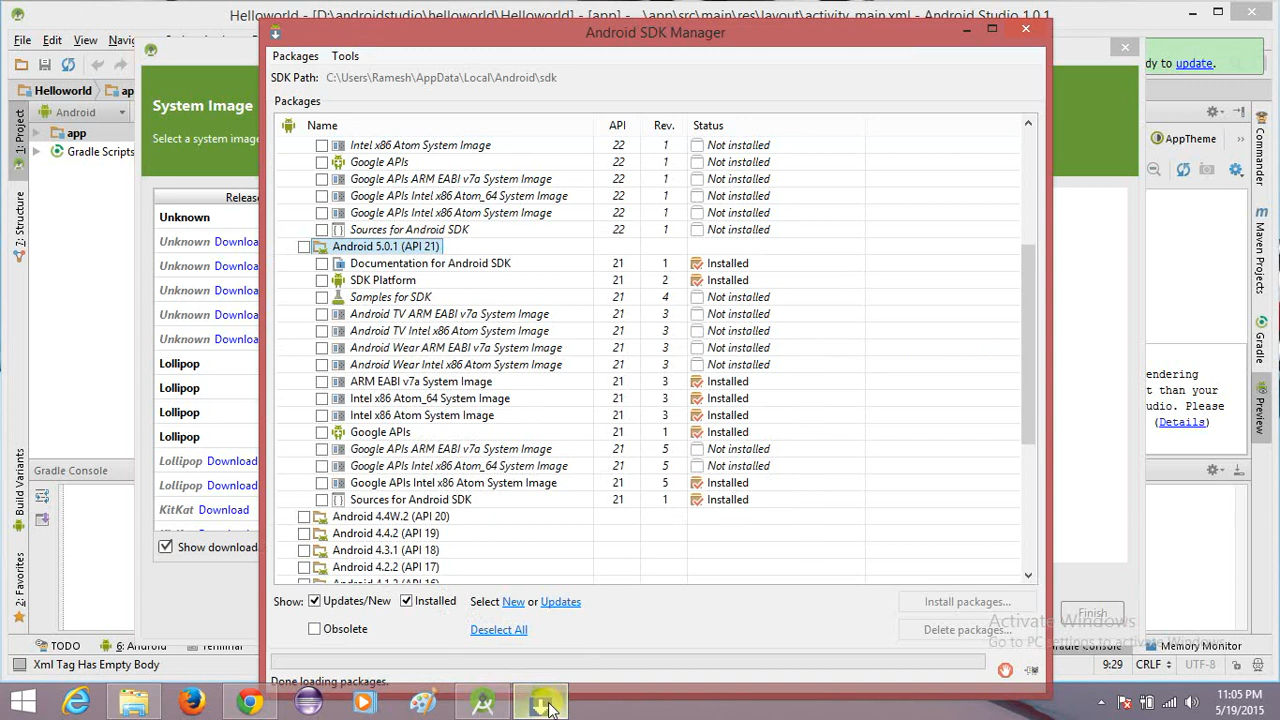 Helloworld - [D:\androidstudio\helloworld\Helloworld] - [app] - ...\app\src\main\res\layout\activity_main.xml - Android Studio 1.0.1
File Edit View Navig
Helloworld ap
Android
app
Gradle Scripts
1: Project
7: Structure
Build Variants
2: Favorites
System Image
Select a system imag
Releas
Unknown
Unknown Downloa
Unknown Downloa
Unknown Downloa
Unknown Downloa
Unknown Downloa
Lollipop
Lollipop
Lollipop
Lollipop
Lollipop Download
Lollipop Download
KitKat Download
Show download
Gradle Console
Android SDK Manager
Packages Tools
SDK Path: C:\Users\Ramesh\AppData\Local\Android\sdk
Packages
Name API Rev. Status
Intel x86 Atom System Image 22 1 Not installed
Google APIs 22 1 Not installed
Google APIs ARM EABI v7a System Image 22 1 Not installed
Google APIs Intel x86 Atom_64 System Image 22 1 Not installed
Google APIs Intel x86 Atom System Image 22 1 Not installed
Sources for Android SDK 22 1 Not installed
Android 5.0.1 (API 21)
Documentation for Android SDK 21 1 Installed
SDK Platform 21 2 Installed
Samples for SDK 21 4 Not installed
Android TV ARM EABI v7a System Image 21 3 Not installed
Android TV Intel x86 Atom System Image 21 3 Not installed
Android Wear ARM EABI v7a System Image 21 3 Not installed
Android Wear Intel x86 Atom System Image 21 3 Not installed
ARM EABI v7a System Image 21 3 Installed
Intel x86 Atom_64 System Image 21 3 Installed
Intel x86 Atom System Image 21 3 Installed
Google APIs 21 1 Installed
Google APIs ARM EABI v7a System Image 21 5 Not installed
Google APIs Intel x86 Atom_64 System Image 21 5 Not installed
Google APIs Intel x86 Atom System Image 21 5 Installed
Sources for Android SDK 21 1 Installed
Android 4.4W.2 (API 20)
Android 4.4.2 (API 19)
Android 4.3.1 (API 18)
Android 4.2.2 (API 17)
Android 4.1.2 (API 16)
Show: Updates/New Installed Select New or Updates
Obsolete Deselect All
Install packages...
Delete packages...
Done loading packages.
dy to update.
AppTheme
endering
t than your
udio. Please
(Details)
Commander
Maven Projects
Gradle
Preview
Finish
Activate Windows
Go to PC settings to activate Windows.
TODO 6: Android Terminal
Gradle Console Memory Monitor
Xml Tag Has Empty Body
9:29 CRLF UTF-8
11:05 PM
5/19/2015